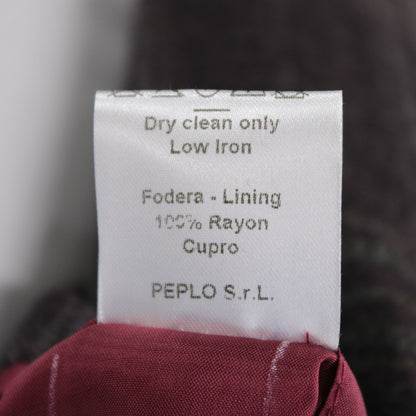 Dry clean only
Low Iron
Fodera - Lining
100% Rayon
Cupro
PEPLO S.r.L.